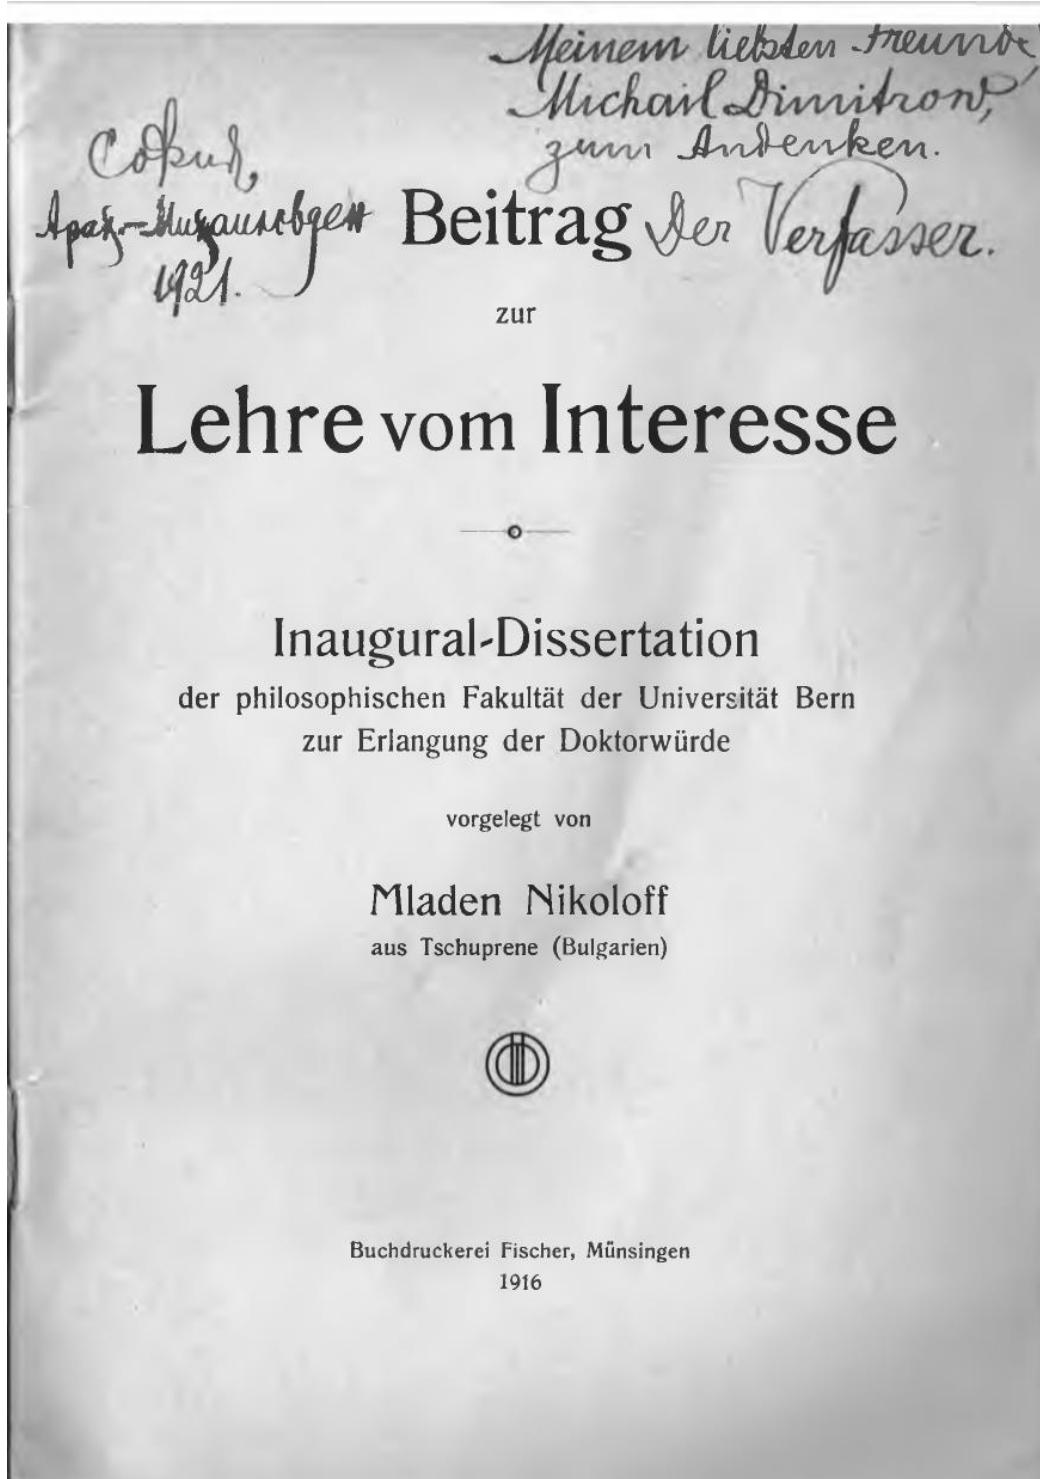 Meinem liebsten Freunde
Michail Dimitrow,
zum Andenken.
Der Verfasser.
София,
1921.
Beitrag
zur
Lehre vom Interesse
Inaugural-Dissertation
der philosophischen Fakultät der Universität Bern
zur Erlangung der Doktorwürde
vorgelegt von
Mladen Nikoloff
aus Tschuprene (Bulgarien)
Buchdruckerei Fischer, Münsingen
1916